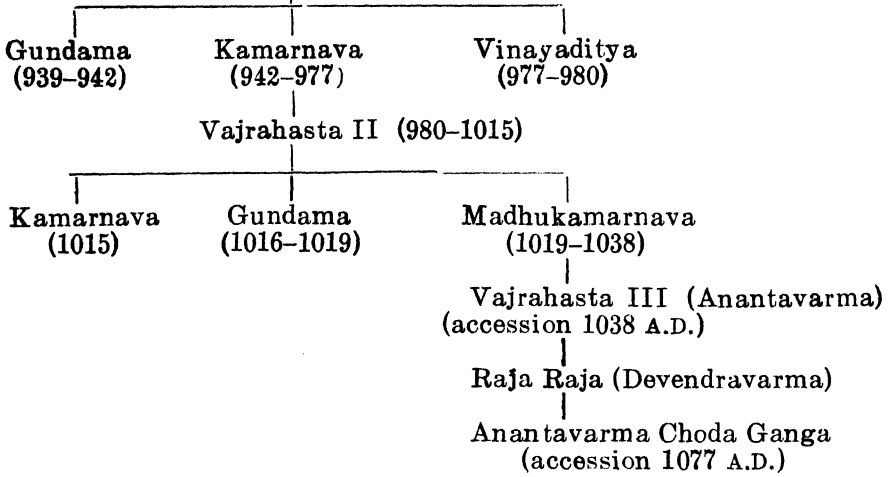 Gundama Kamarnava Vinayaditya
(939–942) (942–977) (977–980)
Vajrahasta II (980–1015)
Kamarnava Gundama Madhukamarnava
(1015) (1016–1019) (1019–1038)
Vajrahasta III (Anantavarma)
(accession 1038 A.D.)
Raja Raja (Devendravarma)
Anantavarma Choda Ganga
(accession 1077 A.D.)